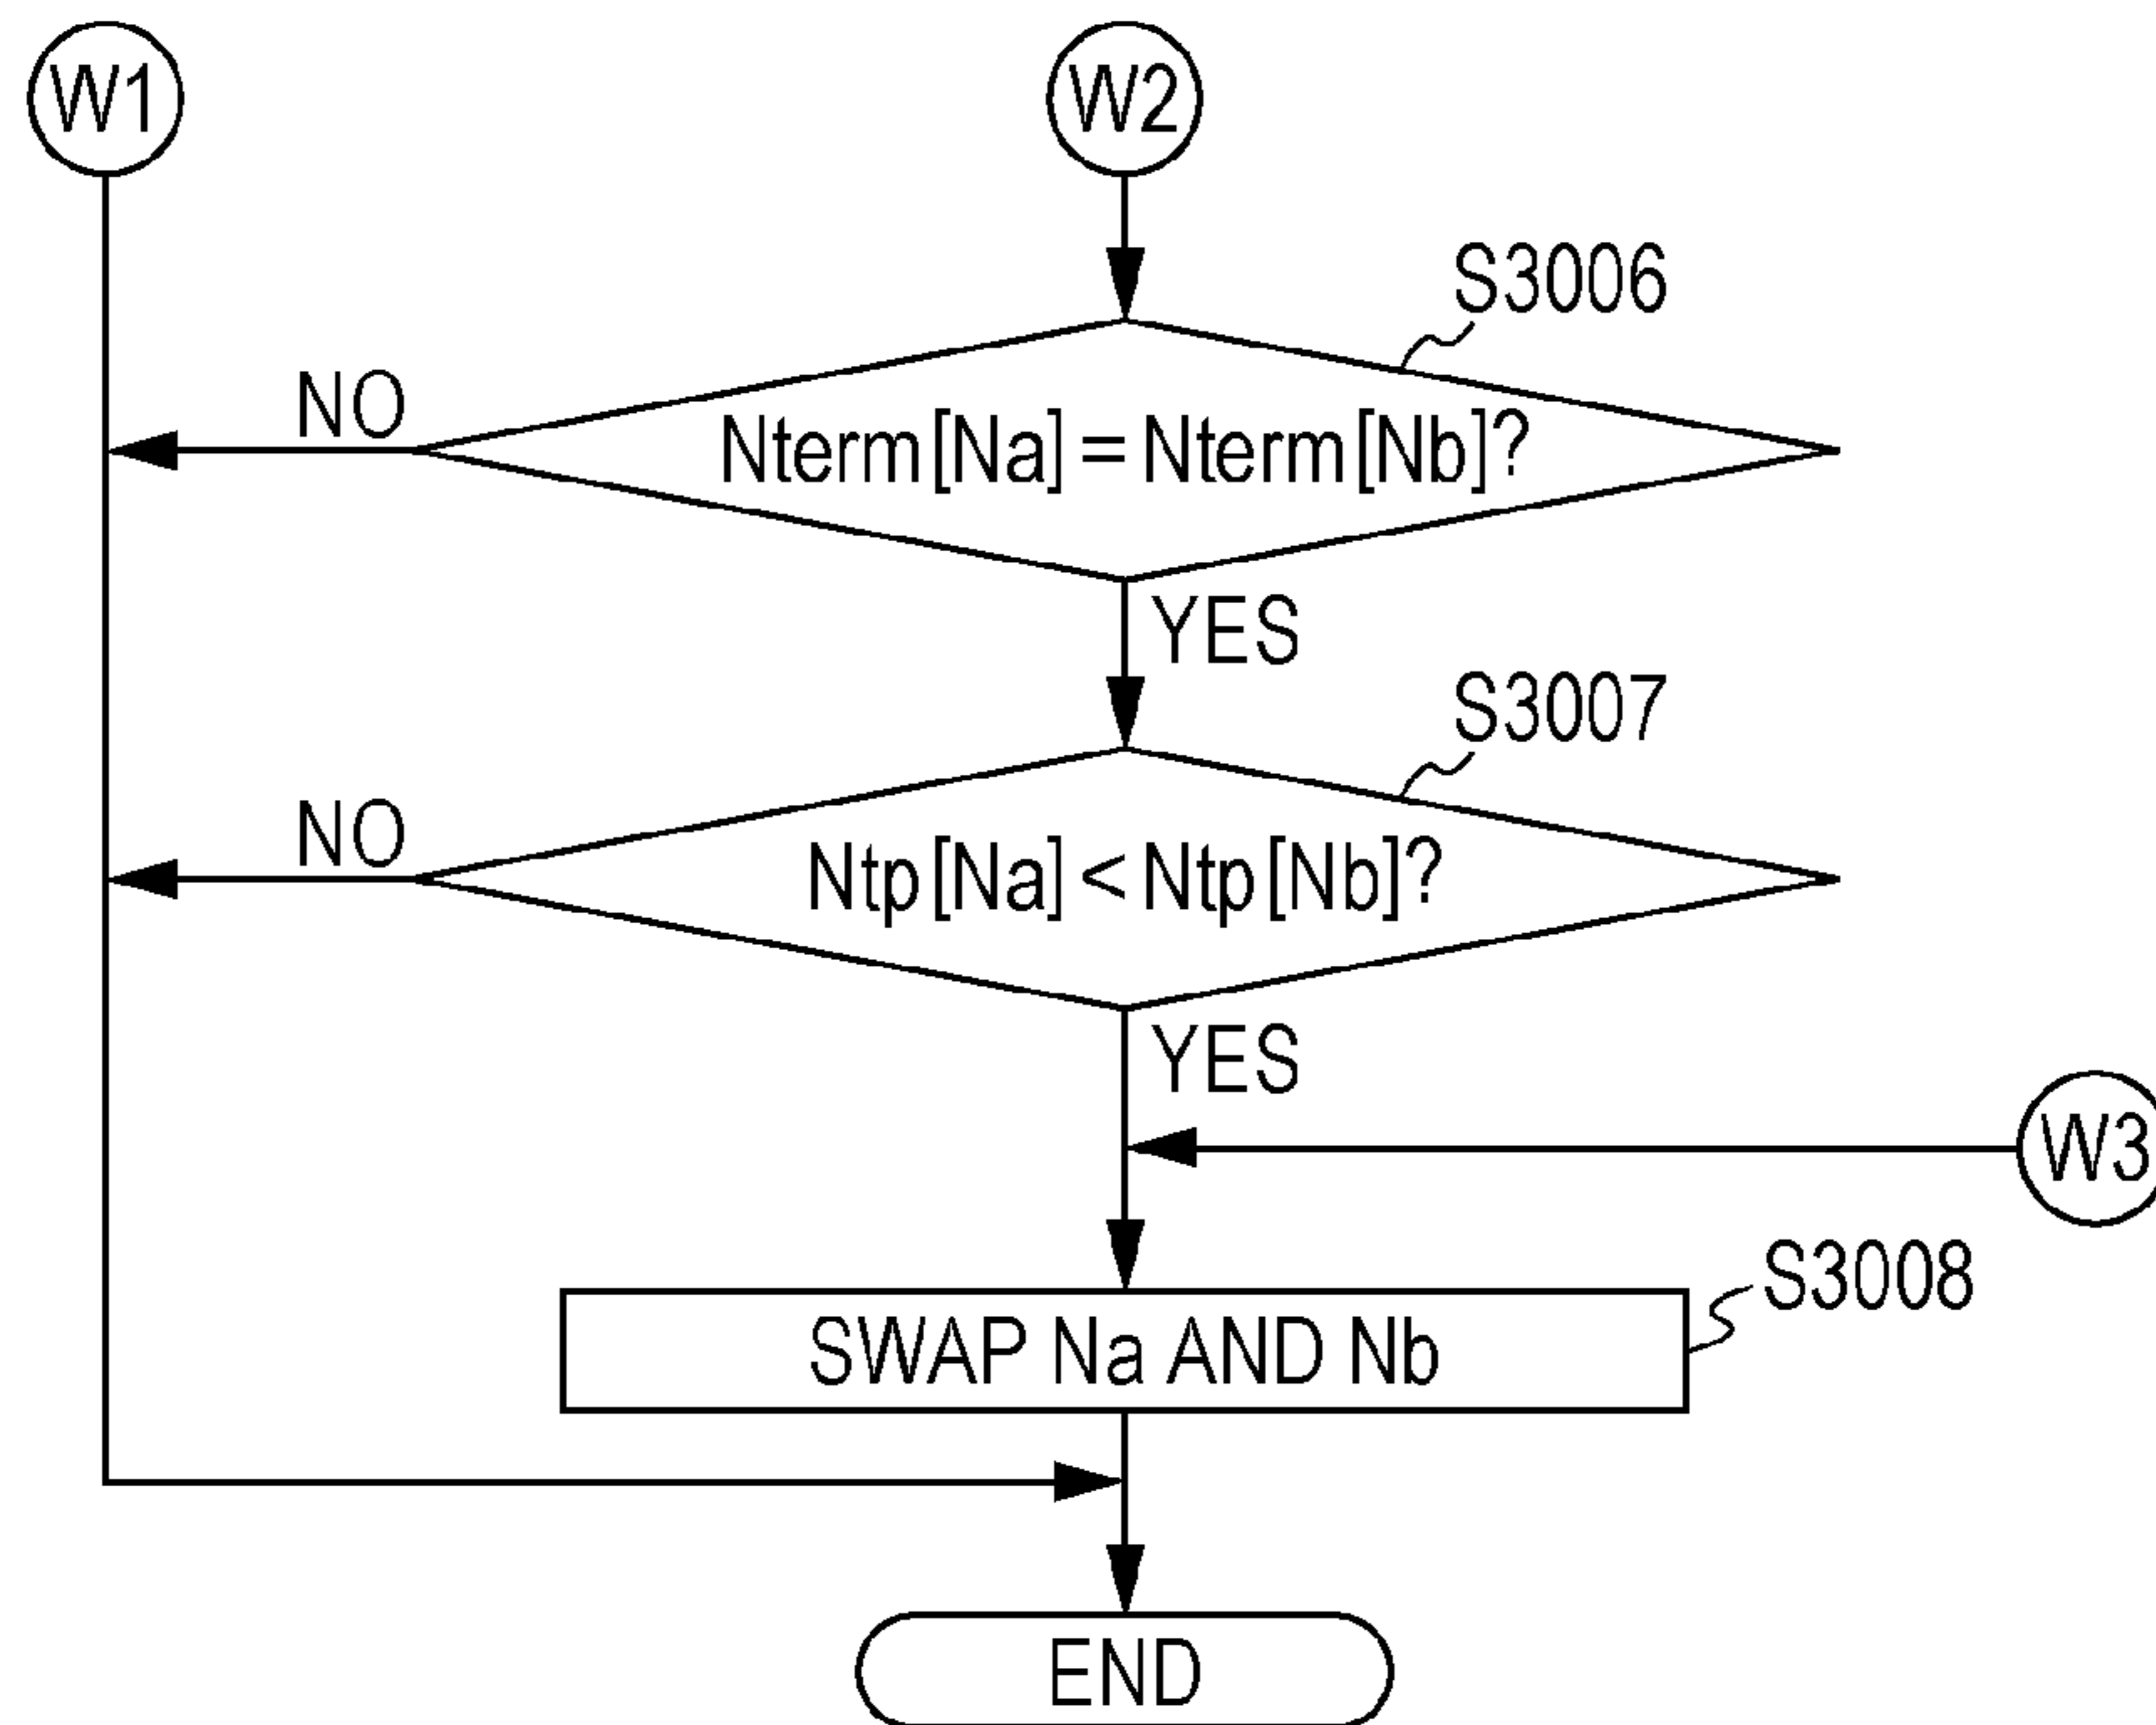 W1
W2
S3006
NO
Nterm[Na]=Nterm[Nb]?
YES
S3007
NO
Ntp[Na]<Ntp[Nb]?
YES
W3
S3008
SWAP Na AND Nb
END